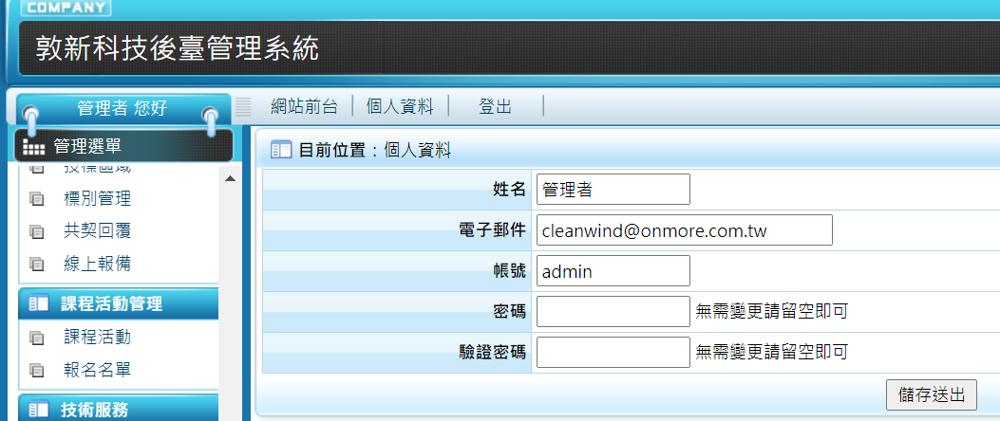 COMPANY
敦新科技後臺管理系統
管理者 您好
網站前台
個人資料
登出
管理選單
投標區域
標別管理
共契回覆
線上報備
課程活動管理
課程活動
報名名單
技術服務
目前位置：個人資料
姓名 管理者
電子郵件 cleanwind@onmore.com.tw
帳號 admin
密碼 無需變更請留空即可
驗證密碼 無需變更請留空即可
儲存送出